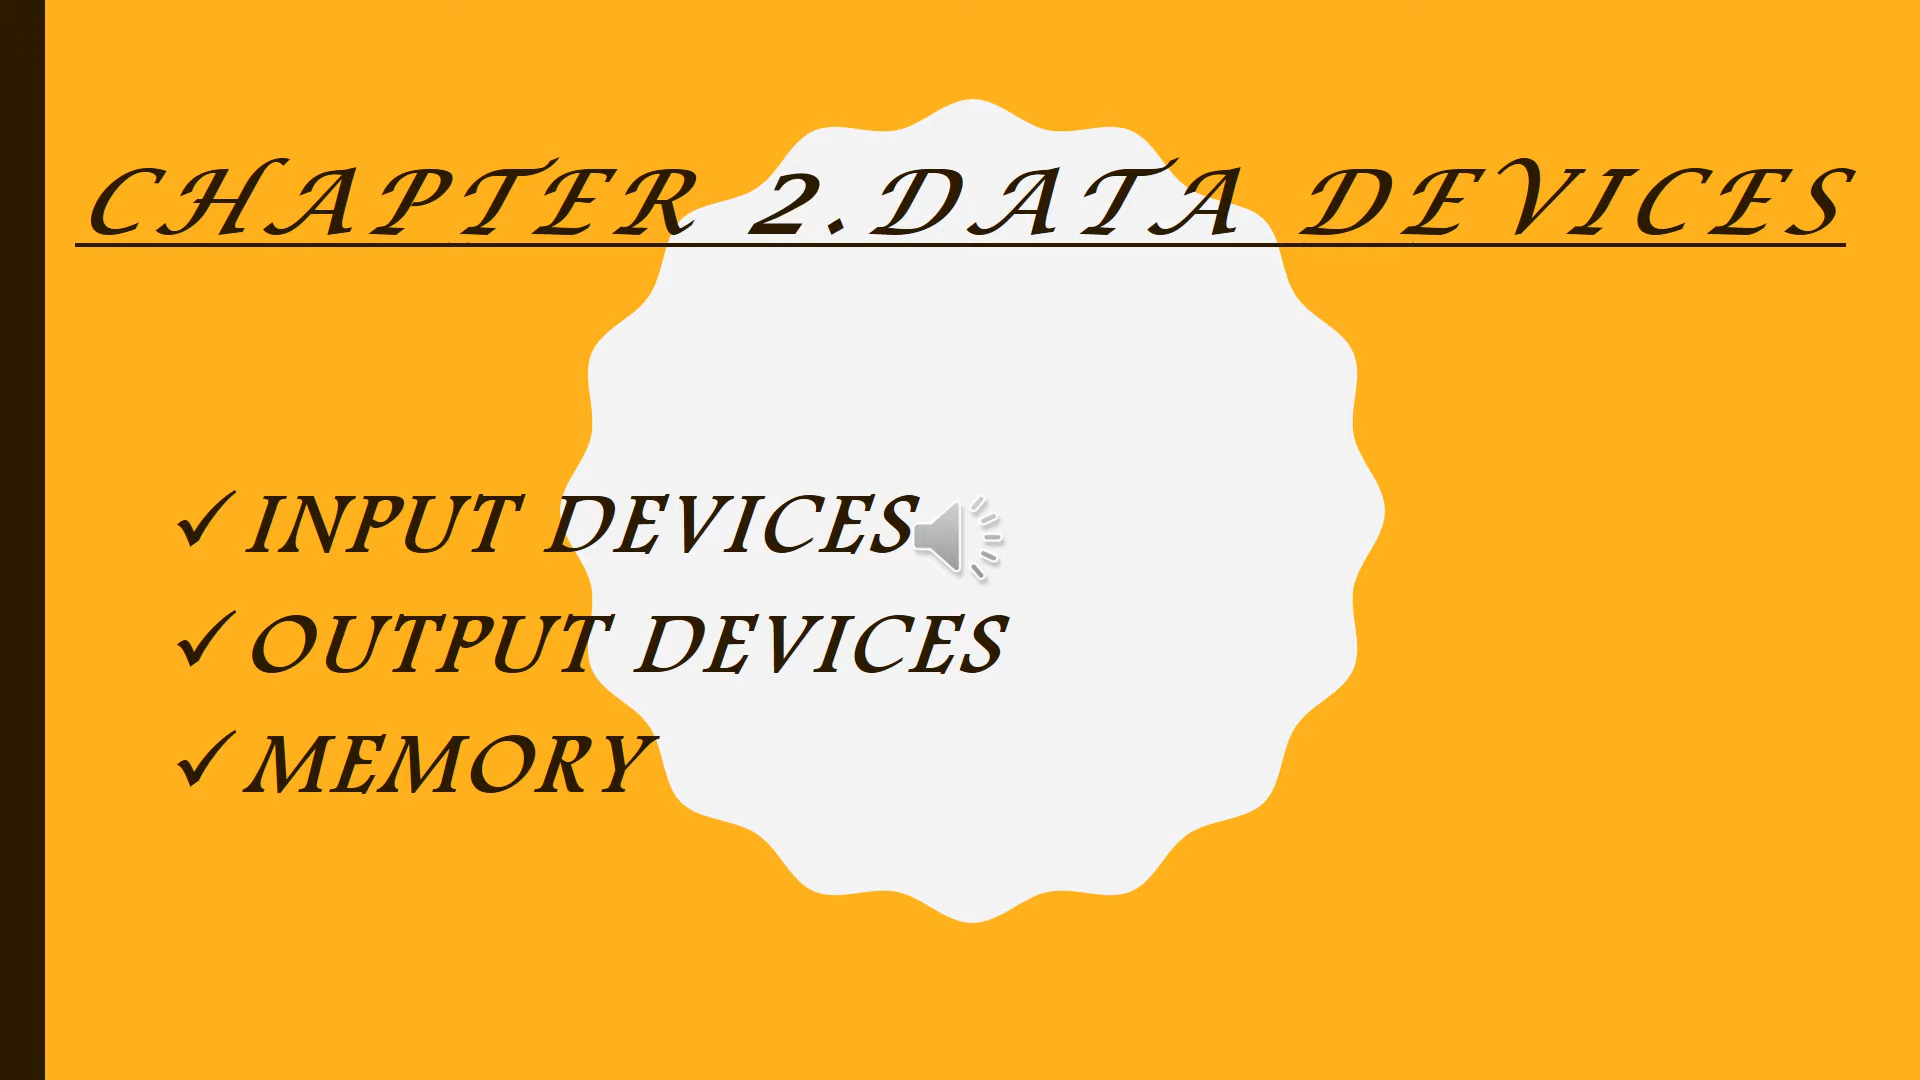 CHAPTER 2.DATA DEVICES
✓ INPUT DEVICES
✓ OUTPUT DEVICES
✓ MEMORY